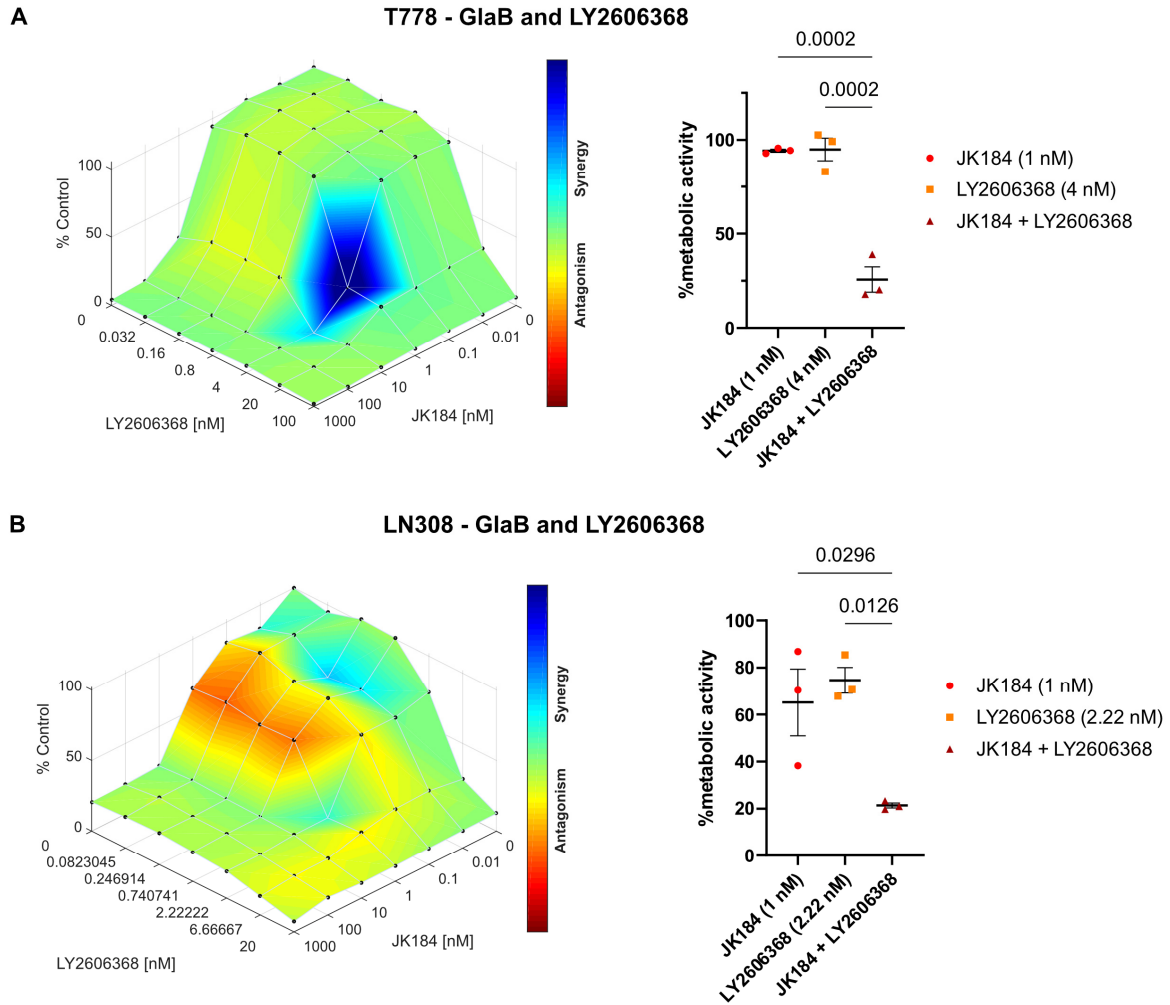 A
T778 - GlaB and LY2606368
100
50
0
% Control
0
0.032
0.16
0.8
4
20
100
LY2606368 [nM]
1000
100
10
1
0.1
0.01
0
JK184 [nM]
Synergy
Antagonism
0.0002
0.0002
100
50
0
%metabolic activity
JK184 (1 nM)
LY2606368 (4 nM)
JK184 + LY2606368
JK184 (1 nM)
LY2606368 (4 nM)
JK184 + LY2606368
B
LN308 - GlaB and LY2606368
100
50
0
% Control
0
0.0823045
0.246914
0.740741
2.22222
6.66667
20
LY2606368 [nM]
1000
100
10
1
0.1
0.01
0
JK184 [nM]
Synergy
Antagonism
0.0296
0.0126
100
80
60
40
20
0
%metabolic activity
JK184 (1 nM)
LY2606368 (2.22 nM)
JK184 + LY2606368
JK184 (1 nM)
LY2606368 (2.22 nM)
JK184 + LY2606368